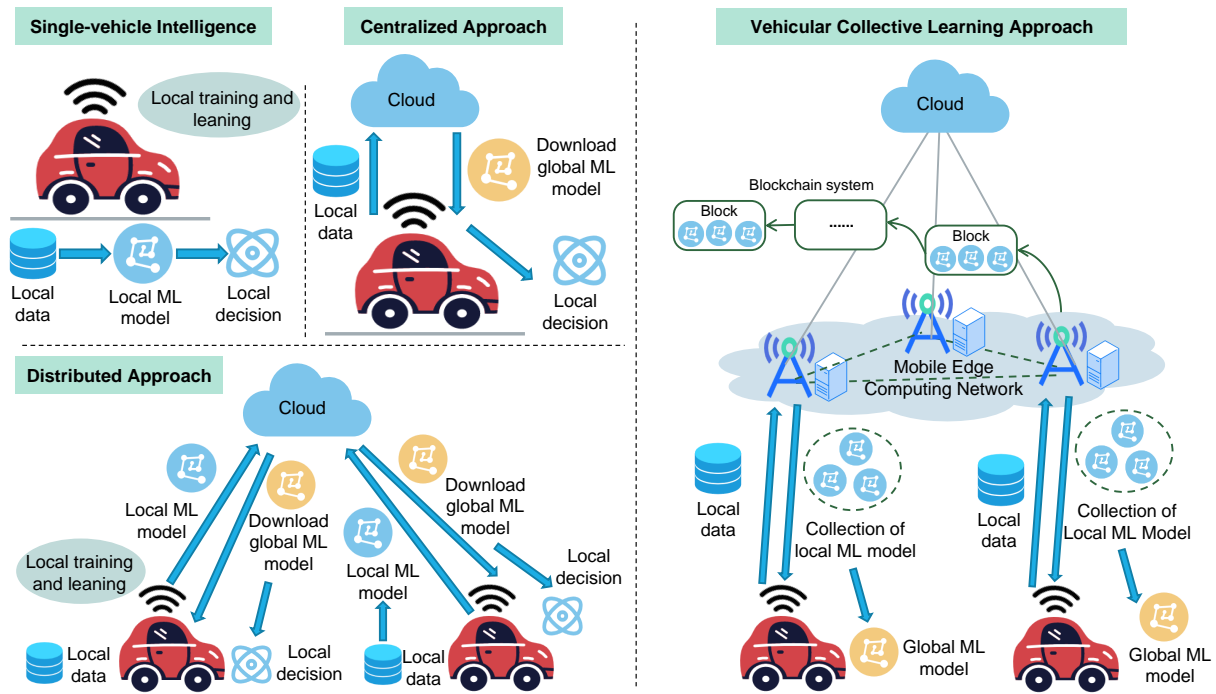 Single-vehicle Intelligence
Local training and
leaning
Local
data
Local ML
model
Local
decision
Centralized Approach
Cloud
Download
global ML
model
Local
data
Local
decision
Distributed Approach
Cloud
Local ML
model
Download
global ML
model
Local training
and leaning
Local
data
Local
decision
Download
global ML
model
Local ML
model
Local
data
Local
decision
Vehicular Collective Learning Approach
Cloud
Blockchain system
Block
......
Block
Mobile Edge
Computing Network
Local
data
Collection of
local ML model
Global ML
model
Local
data
Collection of
Local ML Model
Global ML
model